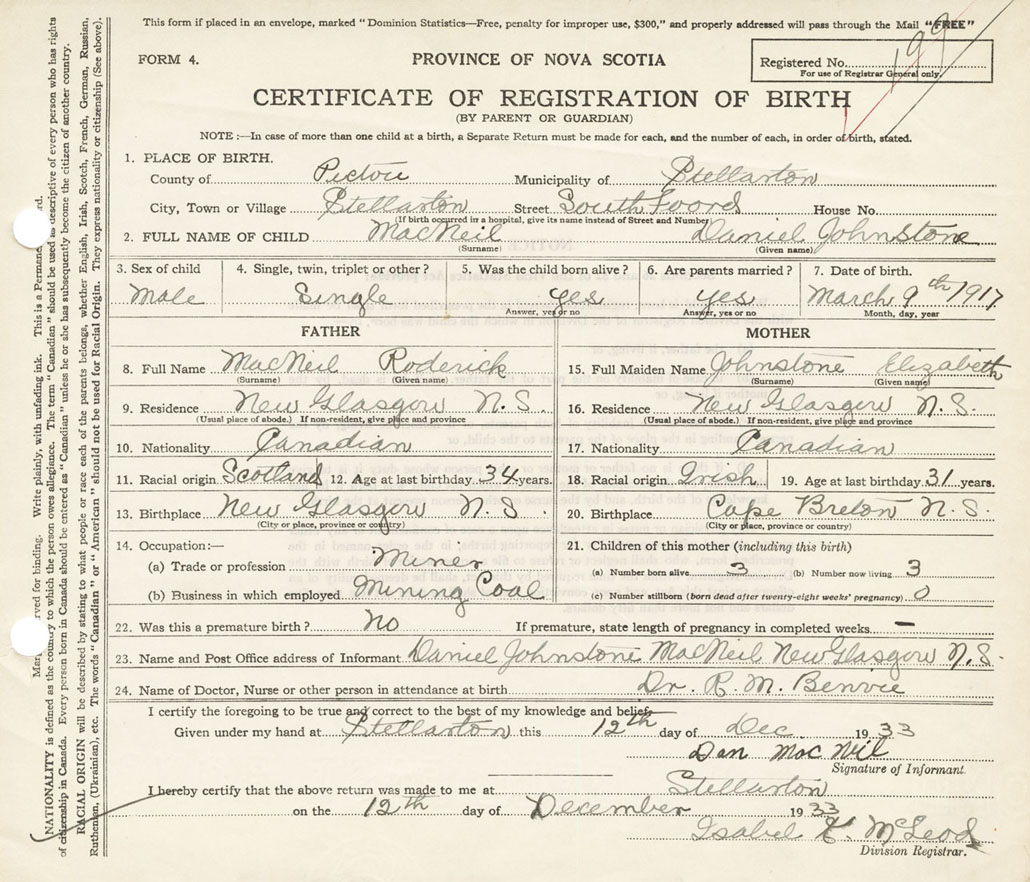 This form if placed in an envelope, marked "Dominion Statistics—Free, penalty for improper use, $300," and properly addressed will pass through the Mail "FREE"
FORM 4.
PROVINCE OF NOVA SCOTIA
Registered No.
For use of Registrar General only.
CERTIFICATE OF REGISTRATION OF BIRTH
(BY PARENT OR GUARDIAN)
NOTE :—In case of more than one child at a birth, a Separate Return must be made for each, and the number of each, in order of birth, stated.
1. PLACE OF BIRTH.
County of Pictou Municipality of Stellarton
City, Town or Village Stellarton Street South Foord House No.
(If birth occurred in a hospital, give its name instead of Street and Number)
2. FULL NAME OF CHILD MacNeil Daniel Johnstone
(Surname) (Given name)
3. Sex of child 4. Single, twin, triplet or other? 5. Was the child born alive? 6. Are parents married? 7. Date of birth.
Male Single yes yes March 9th 1917
Answer, yes or no Answer, yes or no Month, day, year
FATHER MOTHER
8. Full Name MacNeil Roderick 15. Full Maiden Name Johnstone Elizabeth
(Surname) (Given name) (Surname) (Given name)
9. Residence New Glasgow N.S. 16. Residence New Glasgow N.S.
(Usual place of abode.) If non-resident, give place and province (Usual place of abode.) If non-resident, give place and province
10. Nationality Canadian 17. Nationality Canadian
11. Racial origin Scotland 12. Age at last birthday 34 years. 18. Racial origin Irish 19. Age at last birthday 31 years.
13. Birthplace New Glasgow N.S. 20. Birthplace Cape Breton N.S.
(City or place, province or country) (City or place, province or country)
14. Occupation:— 21. Children of this mother (including this birth)
(a) Trade or profession Miner (a) Number born alive 3 (b) Number now living 3
(b) Business in which employed Mining Coal (c) Number stillborn (born dead after twenty-eight weeks' pregnancy) 0
22. Was this a premature birth? No If premature, state length of pregnancy in completed weeks —
23. Name and Post Office address of Informant Daniel Johnstone MacNeil New Glasgow N.S.
24. Name of Doctor, Nurse or other person in attendance at birth Dr. R. M. Benvie
I certify the foregoing to be true and correct to the best of my knowledge and belief.
Given under my hand at Stellarton this 12th day of Dec 1933
Dan MacNeil
Signature of Informant
I hereby certify that the above return was made to me at Stellarton
on the 12th day of December 1933
Isabel McLeod
Division Registrar.
Write plainly, with unfading ink. This is a Permanent
NATIONALITY is defined as the country to which the person owes allegiance. The term "Canadian" should be used as descriptive of every person who has rights
of citizenship in Canada. Every person born in Canada should be entered as "Canadian" unless he or she has subsequently become the citizen of another country.
RACIAL ORIGIN will be described by stating to what people or race each of the parents belongs, whether English, Irish, Scotch, French, German, Russian,
Ruthenian, (Ukrainian), etc. The words "Canadian" or "American" should not be used for Racial Origin. They express nationality or citizenship (See above).